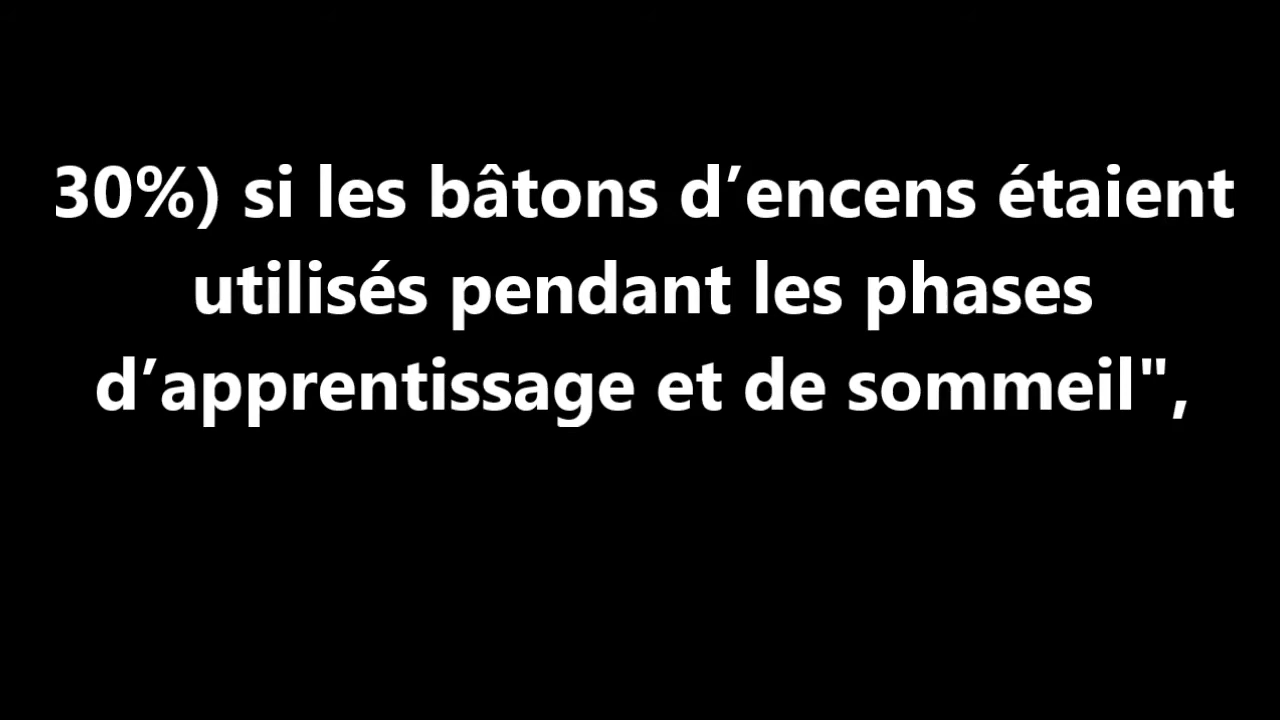 30%) si les bâtons d’encens étaient
utilisés pendant les phases
d’apprentissage et de sommeil",